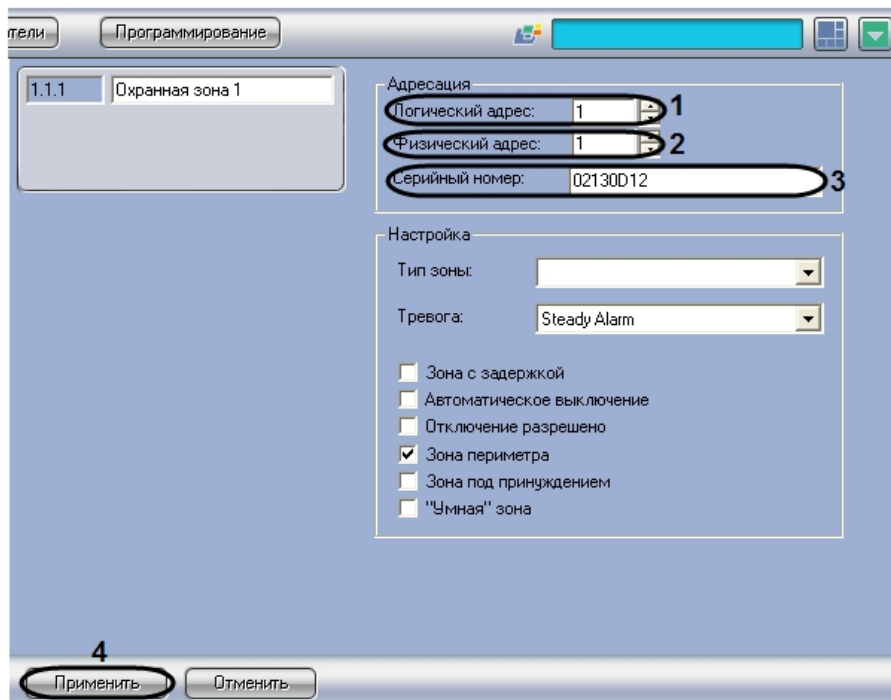 тели Программирование
1.1.1 Охранная зона 1
Адресация
Логический адрес: 1 1
Физический адрес: 1 2
Серийный номер: 02130D12 3
Настройка
Тип зоны:
Тревога: Steady Alarm
Зона с задержкой
Автоматическое выключение
Отключение разрешено
Зона периметра
Зона под принуждением
"Умная" зона
4
Применить Отменить